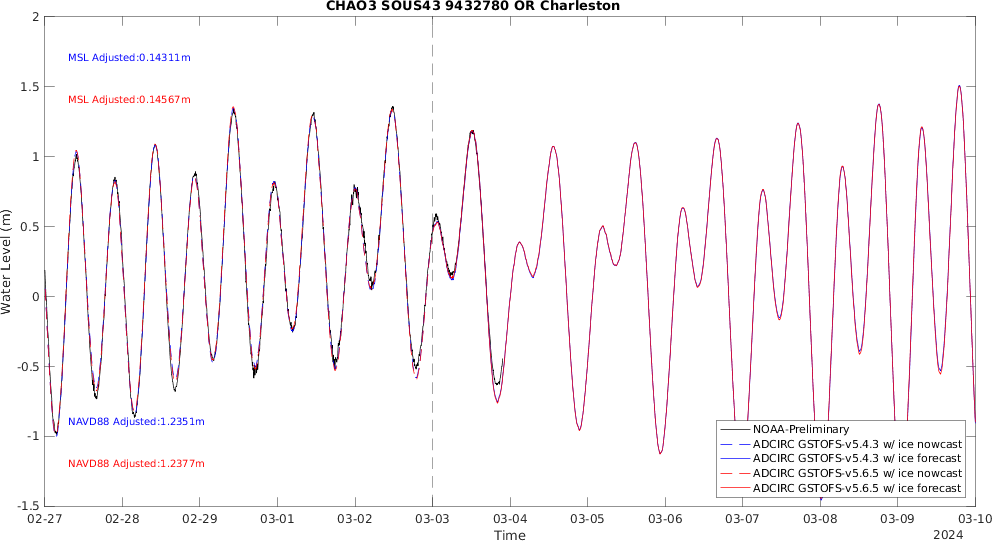 CHAO3 SOUS43 9432780 OR Charleston
2
1.5
1
0.5
0
-0.5
-1
-1.5
Water Level (m)
MSL Adjusted:0.14311m
MSL Adjusted:0.14567m
NAVD88 Adjusted:1.2351m
NAVD88 Adjusted:1.2377m
NOAA-Preliminary
ADCIRC GSTOFS-v5.4.3 w/ ice nowcast
ADCIRC GSTOFS-v5.4.3 w/ ice forecast
ADCIRC GSTOFS-v5.6.5 w/ ice nowcast
ADCIRC GSTOFS-v5.6.5 w/ ice forecast
02-27 02-28 02-29 03-01 03-02 03-03 03-04 03-05 03-06 03-07 03-08 03-09 03-10
Time
2024